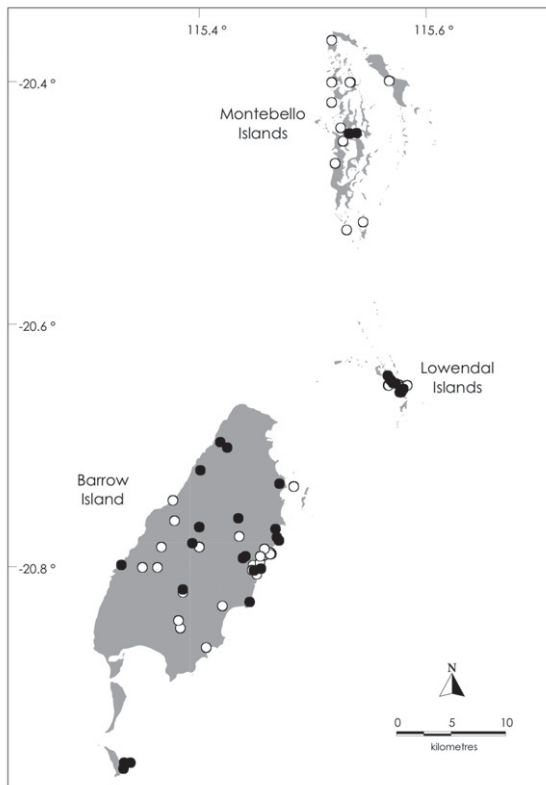 115.4 °
115.6 °
-20.4 °
Montebello
Islands
-20.6 °
Lowendal
Islands
Barrow
Island
-20.8 °
N
0 5 10
kilometres